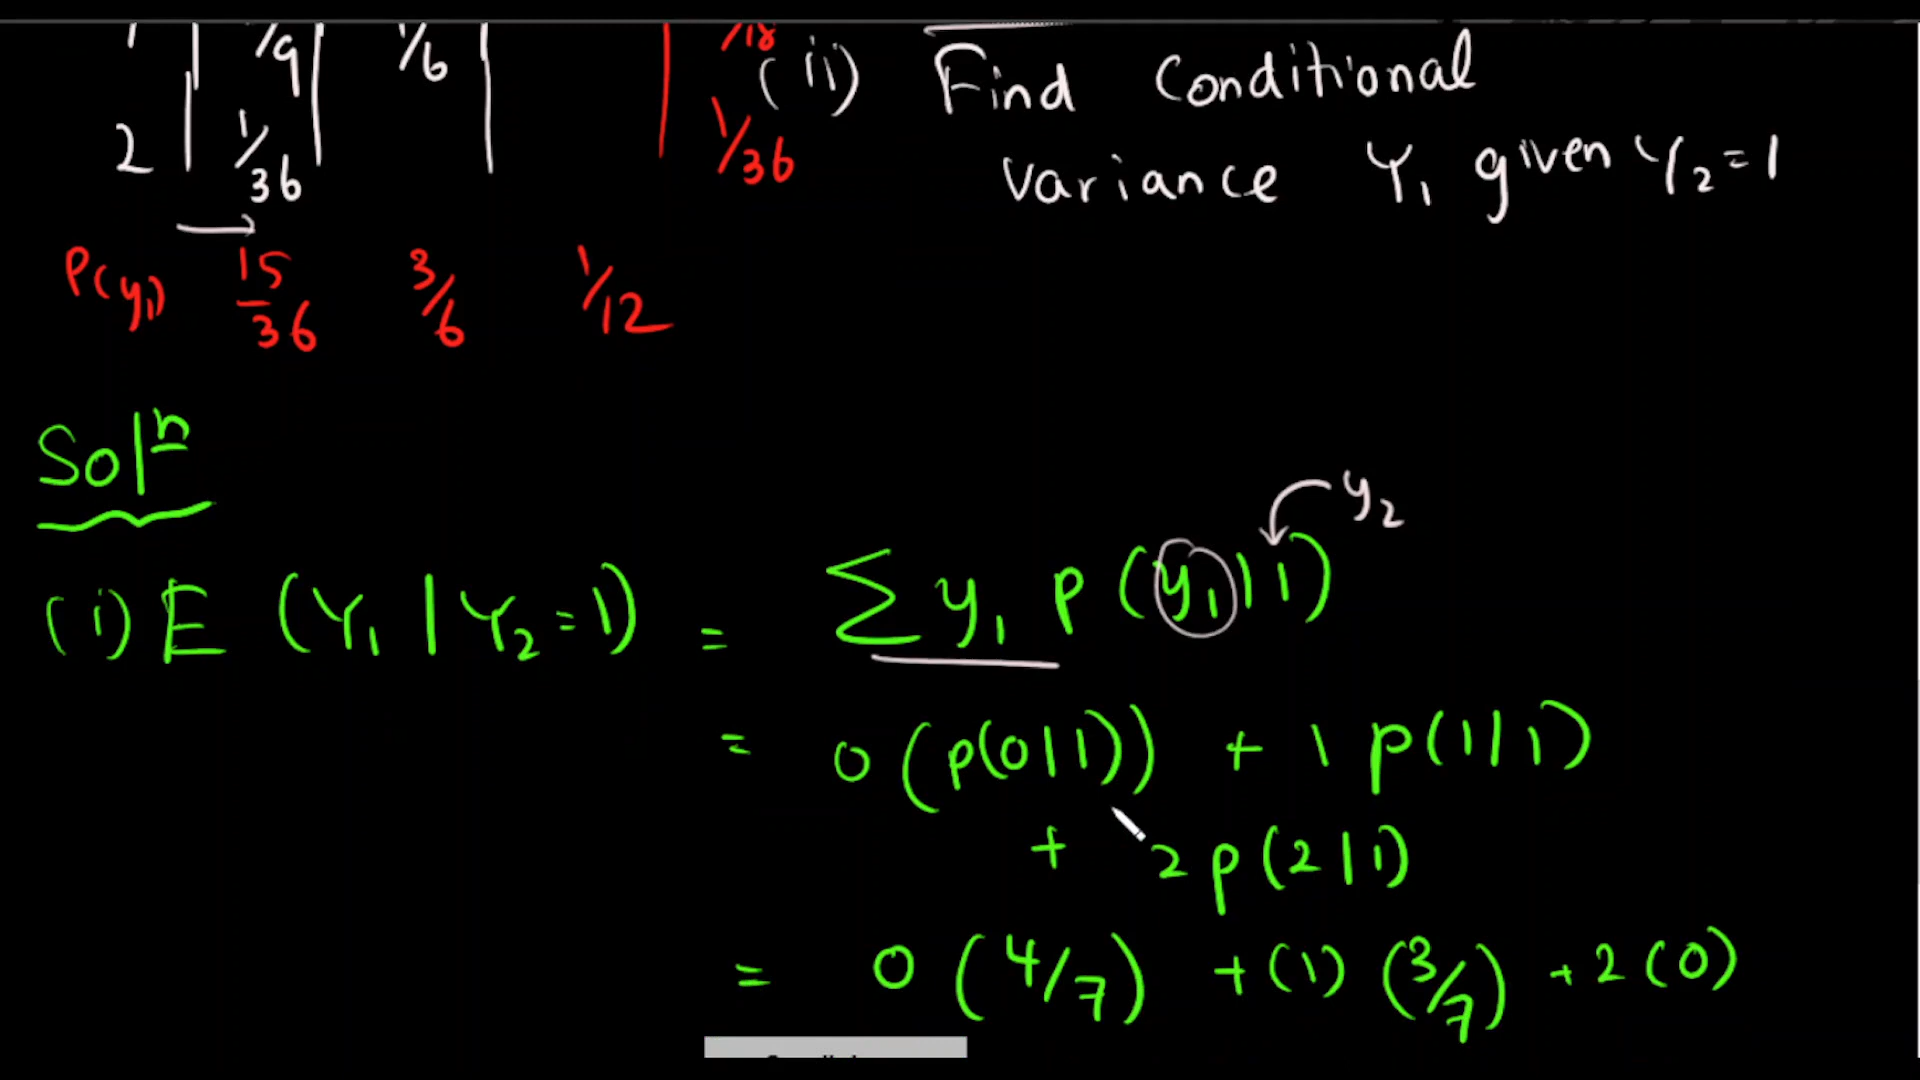 1 | 1/9 | 1/6 | | /18
(ii) Find Conditional
2 | 1/36 | | 1/36
variance Y₁ given Y₂=1
P(y₁) 15/36 3/6 1/12
Solⁿ
y₂
(i) E (Y₁ | Y₂=1) = Σ y₁ p (y₁|1)
= 0 (p(0|1)) + 1 p(1|1)
+ 2 p(2|1)
= 0 (4/7) + (1) (3/7) + 2 (0)